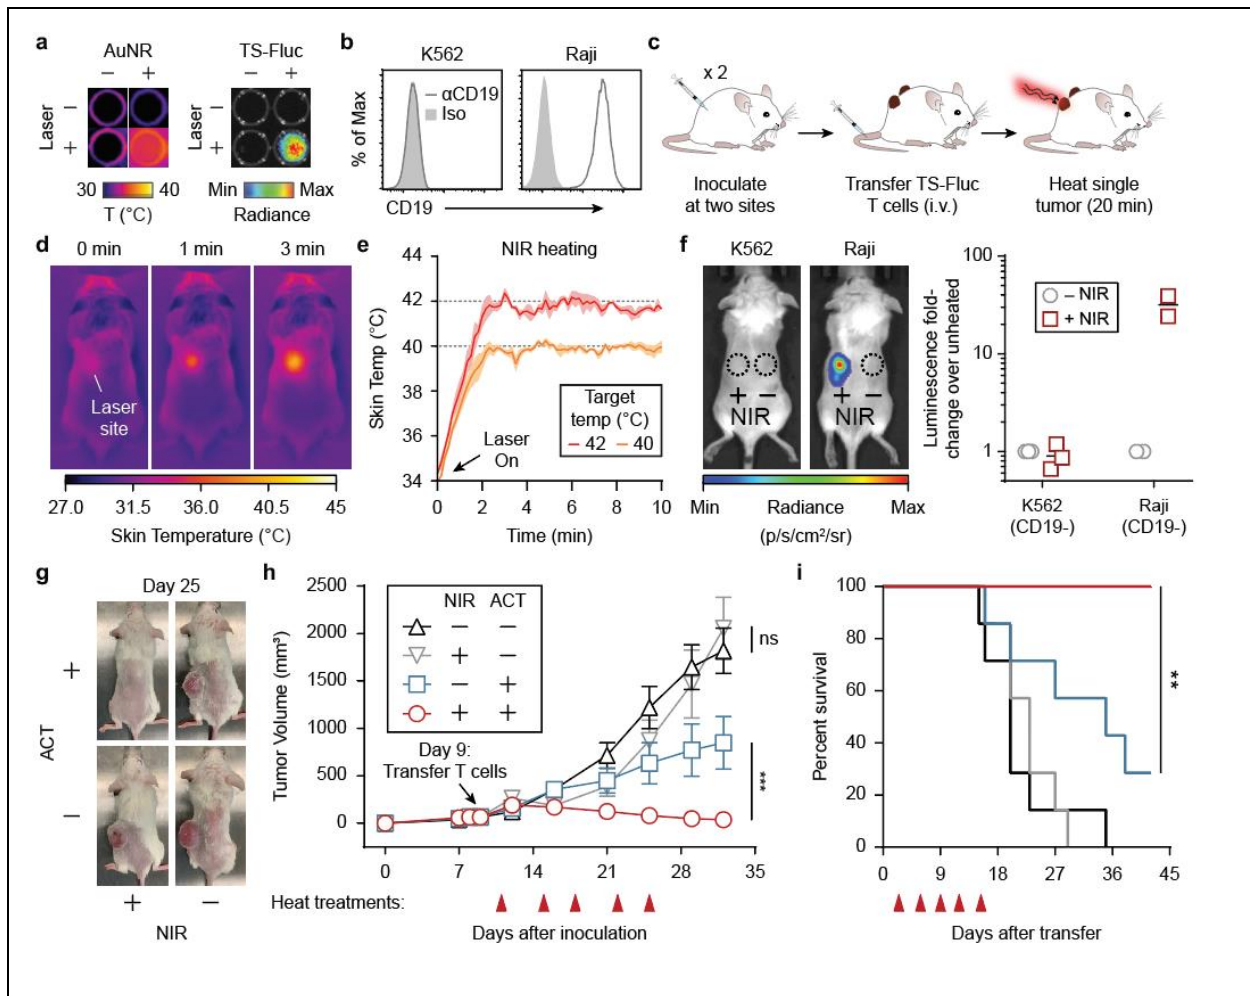 a
AuNR
TS-Fluc
− +
− +
Laser
−
+
Laser
−
+
30 40
T (°C)
Min Max
Radiance
b
K562
Raji
αCD19
Iso
% of Max
CD19
c
x 2
Inoculate
at two sites
Transfer TS-Fluc
T cells (i.v.)
Heat single
tumor (20 min)
d
0 min
1 min
3 min
Laser
site
27.0 31.5 36.0 40.5 45
Skin Temperature (°C)
e
NIR heating
44
42
40
38
36
34
Skin Temp (°C)
Laser
On
Target
temp (°C)
42 40
0 2 4 6 8 10
Time (min)
f
K562
Raji
+ −
NIR
+ −
NIR
Min Radiance Max
(p/s/cm²/sr)
Luminescence fold-
change over unheated
100
10
1
− NIR
+ NIR
K562
(CD19-)
Raji
(CD19-)
g
Day 25
ACT
+
−
+ −
NIR
h
2500
2000
1500
1000
500
0
Tumor Volume (mm³)
NIR ACT
− −
+ −
− +
+ +
Day 9:
Transfer T cells
ns
***
0 7 14 21 28 35
Heat treatments:
Days after inoculation
i
100
80
60
40
20
0
Percent survival
**
0 9 18 27 36 45
Days after transfer